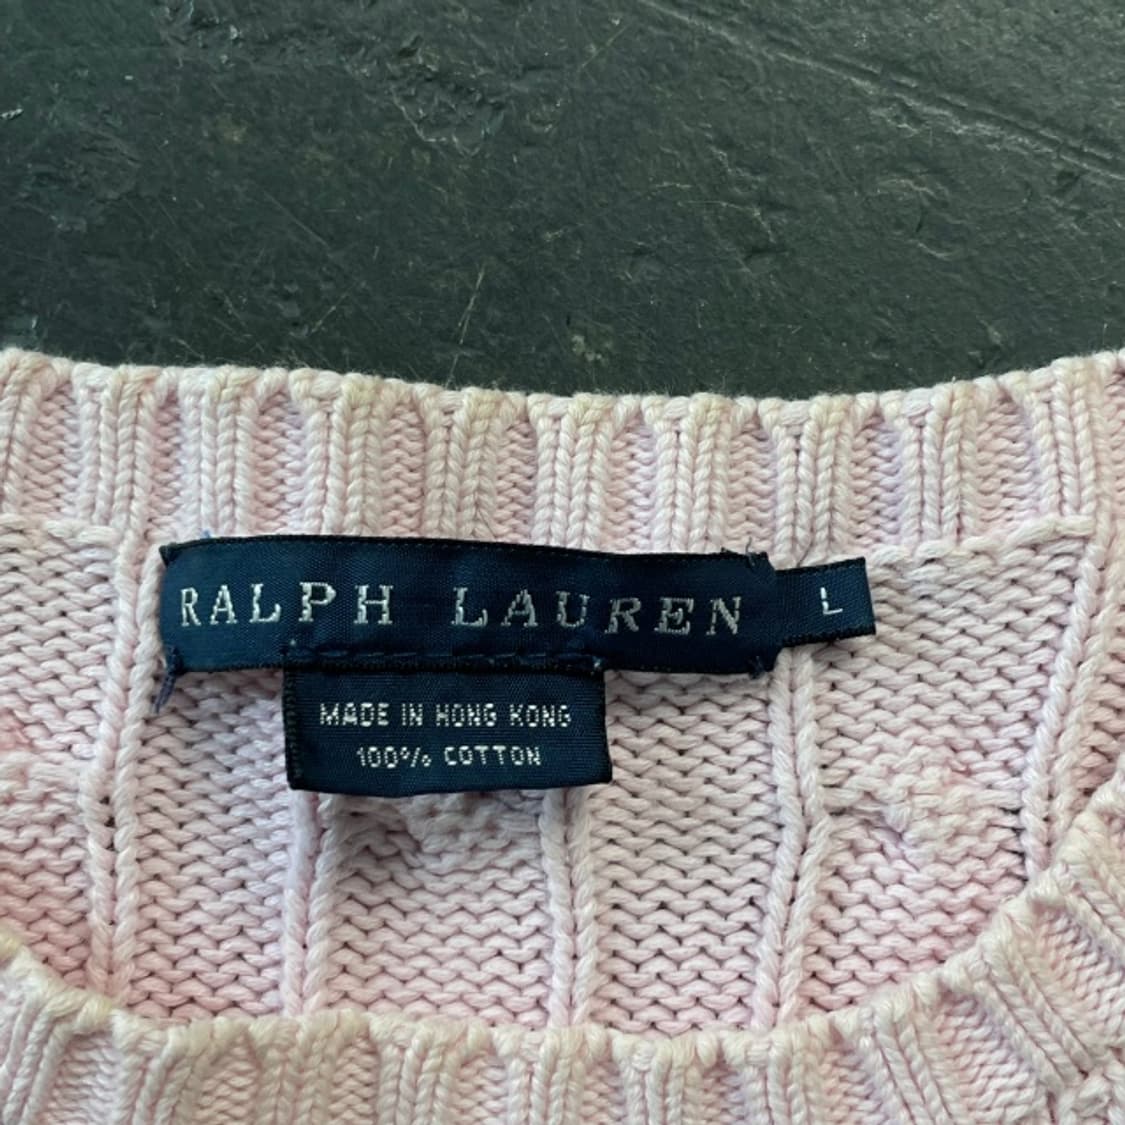 RALPH LAUREN
L
MADE IN HONG KONG
100% COTTON